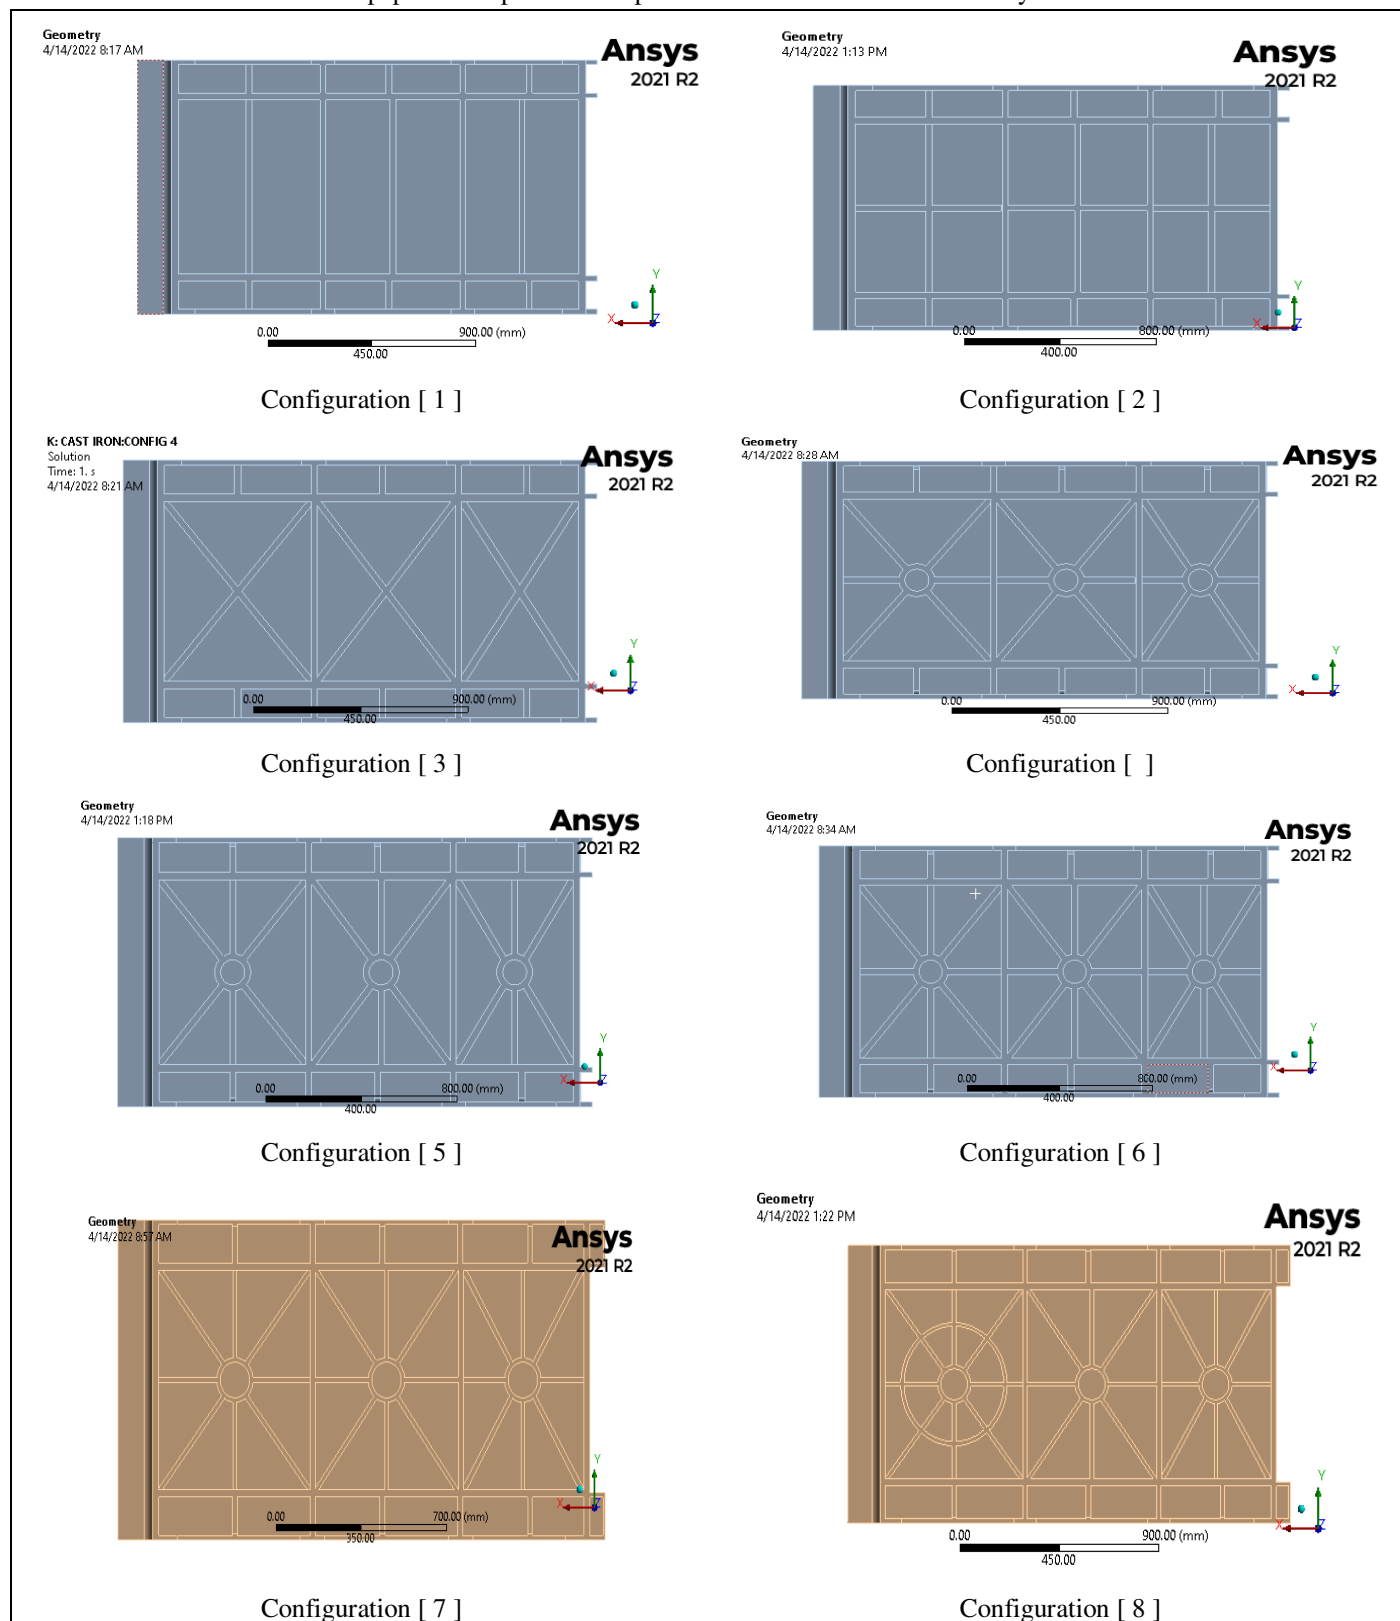 Geometry
4/14/2022 8:17 AM
Ansys
2021 R2
Y
X
Z
0.00
900.00 (mm)
450.00
Configuration [ 1 ]
Geometry
4/14/2022 1:13 PM
Ansys
2021 R2
Y
X
Z
0.00
800.00 (mm)
400.00
Configuration [ 2 ]
K: CAST IRON:CONFIG 4
Solution
Time: 1. s
4/14/2022 8:21 AM
Ansys
2021 R2
Y
X
Z
0.00
900.00 (mm)
450.00
Configuration [ 3 ]
Geometry
4/14/2022 8:28 AM
Ansys
2021 R2
Y
X
Z
0.00
900.00 (mm)
450.00
Configuration [  ]
Geometry
4/14/2022 1:18 PM
Ansys
2021 R2
Y
X
Z
0.00
800.00 (mm)
400.00
Configuration [ 5 ]
Geometry
4/14/2022 8:34 AM
Ansys
2021 R2
Y
X
Z
0.00
800.00 (mm)
400.00
Configuration [ 6 ]
Geometry
4/14/2022 8:57 AM
Ansys
2021 R2
Y
X
Z
0.00
700.00 (mm)
350.00
Configuration [ 7 ]
Geometry
4/14/2022 1:22 PM
Ansys
2021 R2
Y
X
Z
0.00
900.00 (mm)
450.00
Configuration [ 8 ]